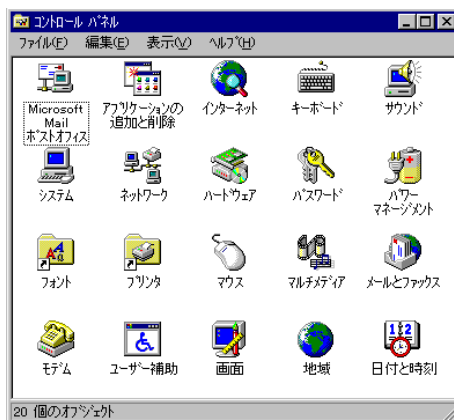 コントロール パネル
ファイル(F) 編集(E) 表示(V) ヘルプ(H)
Microsoft Mail ポストオフィス
アプリケーションの追加と削除
インターネット
キーボード
サウンド
システム
ネットワーク
ハードウェア
パスワード
パワー マネージメント
フォント
プリンタ
マウス
マルチメディア
メールとファックス
モデム
ユーザー補助
画面
地域
日付と時刻
20 個のオブジェクト